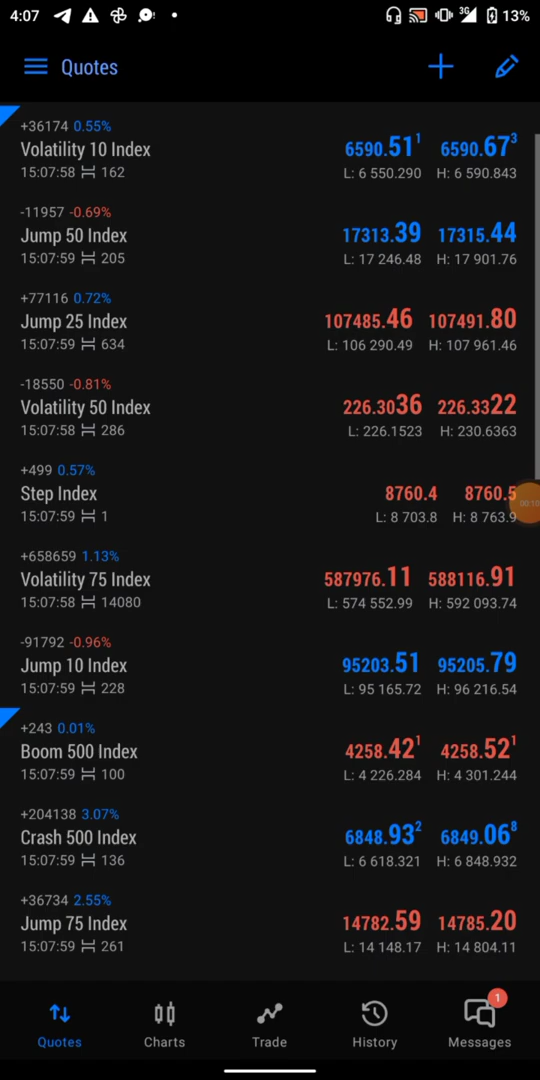 4:07 3G 13%
Quotes
+36174 0.55%
Volatility 10 Index 6590.51¹ 6590.67³
15:07:58 162 L: 6 550.290 H: 6 590.843
-11957 -0.69%
Jump 50 Index 17313.39 17315.44
15:07:59 205 L: 17 246.48 H: 17 901.76
+77116 0.72%
Jump 25 Index 107485.46 107491.80
15:07:59 634 L: 106 290.49 H: 107 961.46
-18550 -0.81%
Volatility 50 Index 226.3036 226.3322
15:07:58 286 L: 226.1523 H: 230.6363
+499 0.57%
Step Index 8760.4 8760.5
15:07:59 1 L: 8 703.8 H: 8 763.9
00:10
+658659 1.13%
Volatility 75 Index 587976.11 588116.91
15:07:58 14080 L: 574 552.99 H: 592 093.74
-91792 -0.96%
Jump 10 Index 95203.51 95205.79
15:07:59 228 L: 95 165.72 H: 96 216.54
+243 0.01%
Boom 500 Index 4258.42¹ 4258.52¹
15:07:59 100 L: 4 226.284 H: 4 301.244
+204138 3.07%
Crash 500 Index 6848.93² 6849.06⁸
15:07:59 136 L: 6 618.321 H: 6 848.932
+36734 2.55%
Jump 75 Index 14782.59 14785.20
15:07:59 261 L: 14 148.17 H: 14 804.11
1
Quotes Charts Trade History Messages